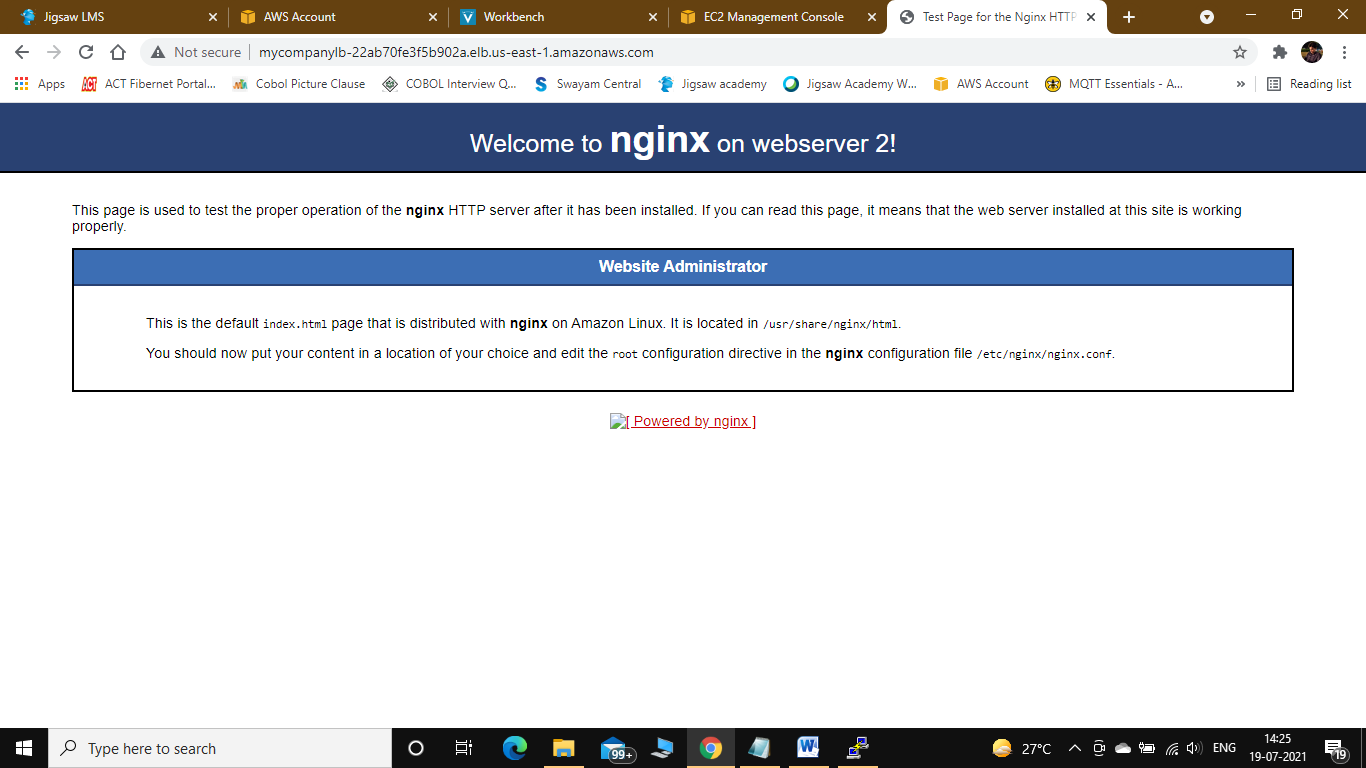 Jigsaw LMS
AWS Account
Workbench
EC2 Management Console
Test Page for the Nginx HTTP
Not secure
mycompanylb-22ab70fe3f5b902a.elb.us-east-1.amazonaws.com
Apps
ACT ACT Fibernet Portal...
Cobol Picture Clause
COBOL Interview Q...
Swayam Central
Jigsaw academy
Jigsaw Academy W...
AWS Account
MQTT Essentials - A...
»
Reading list
Welcome to nginx on webserver 2!
This page is used to test the proper operation of the nginx HTTP server after it has been installed. If you can read this page, it means that the web server installed at this site is working
properly.
Website Administrator
This is the default index.html page that is distributed with nginx on Amazon Linux. It is located in /usr/share/nginx/html.
You should now put your content in a location of your choice and edit the root configuration directive in the nginx configuration file /etc/nginx/nginx.conf.
[ Powered by nginx ]
Type here to search
99+
27°C
ENG
14:25
19-07-2021
19